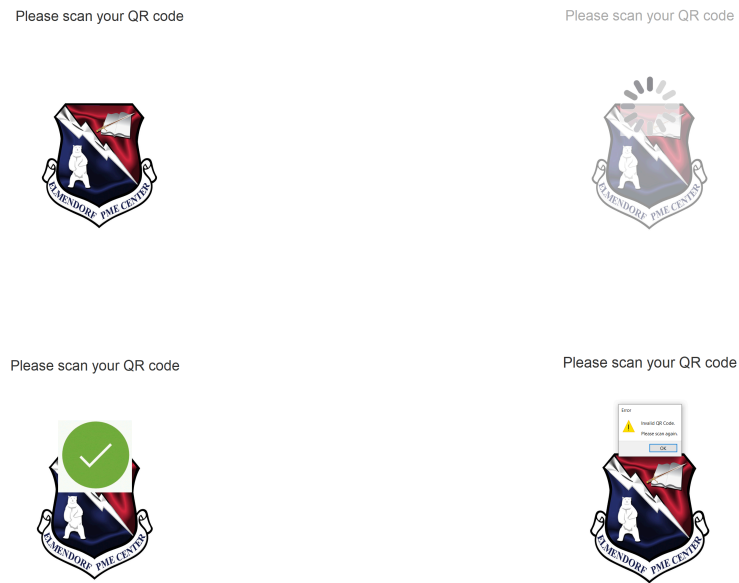 Please scan your QR code
Please scan your QR code
ELMENDORF PME CENTER
ELMENDORF PME CENTER
Please scan your QR code
Please scan your QR code
Error
Invalid QR Code.
Please scan again.
OK
ELMENDORF PME CENTER
ELMENDORF PME CENTER